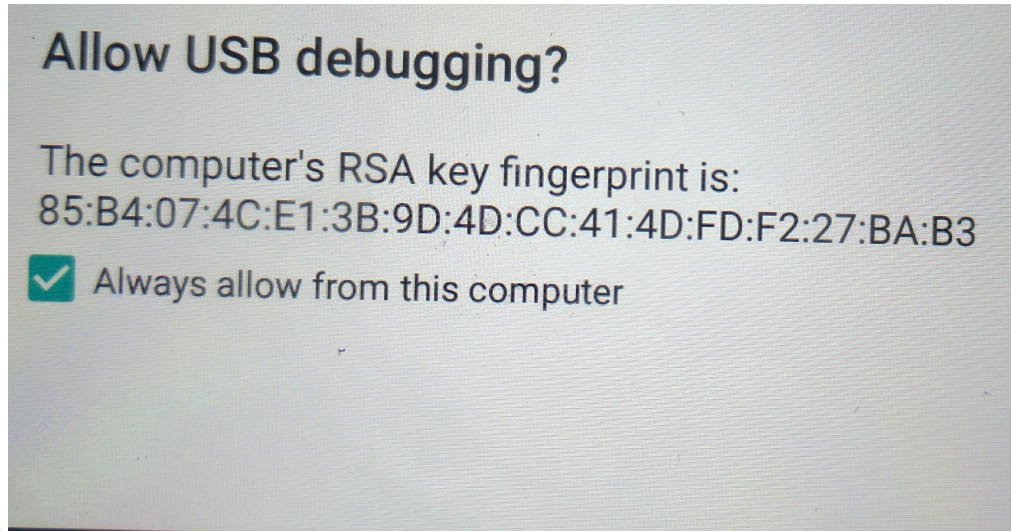 Allow USB debugging?
The computer's RSA key fingerprint is:
85:B4:07:4C:E1:3B:9D:4D:CC:41:4D:FD:F2:27:BA:B3
Always allow from this computer